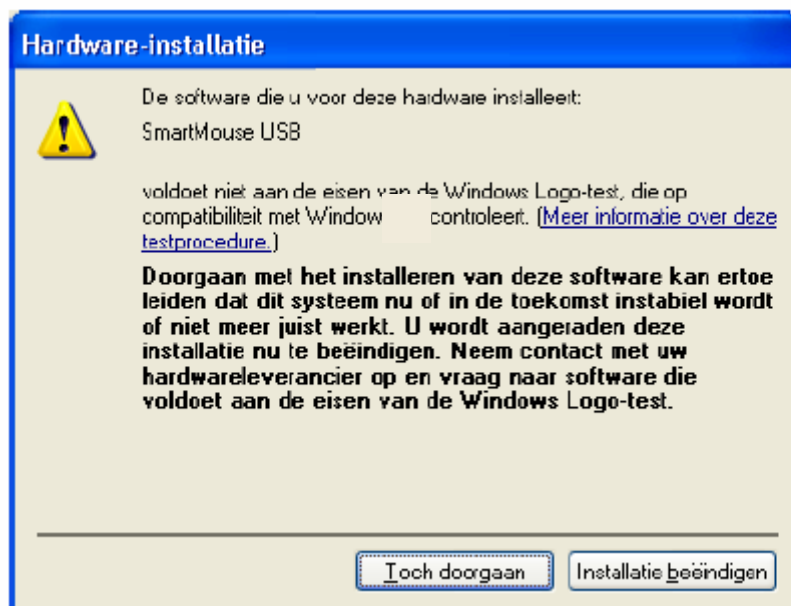 Hardware-installatie
De software die u voor deze hardware installeert:
SmartMouse USB
voldoet niet aan de eisen van de Windows Logo-test, die op
compatibiliteit met Window controleert. (Meer informatie over deze
testprocedure.)
Doorgaan met het installeren van deze software kan ertoe
leiden dat dit systeem nu of in de toekomst instabiel wordt
of niet meer juist werkt. U wordt aangeraden deze
installatie nu te beëindigen. Neem contact met uw
hardwareleverancier op en vraag naar software die
voldoet aan de eisen van de Windows Logo-test.
Toch doorgaan
Installatie beëindigen